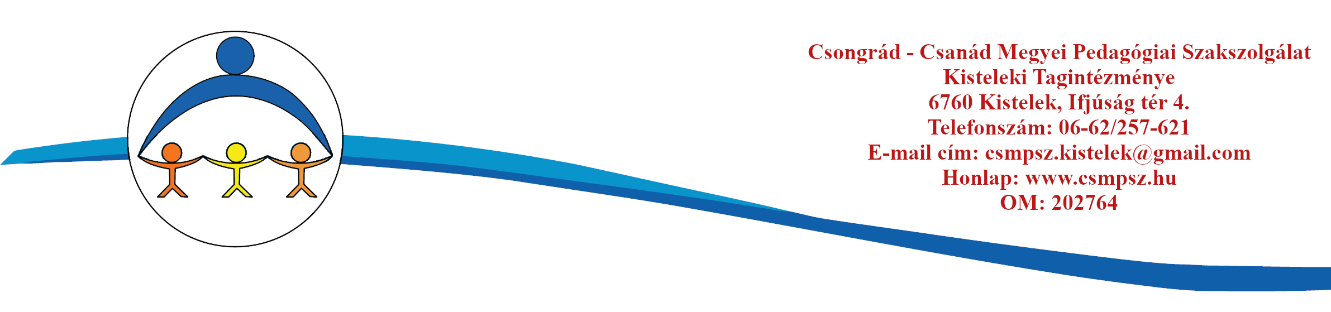 Csongrád - Csanád Megyei Pedagógiai Szakszolgálat
Kisteleki Tagintézménye
6760 Kistelek, Ifjúság tér 4.
Telefonszám: 06-62/257-621
E-mail cím: csmpsz.kistelek@gmail.com
Honlap: www.csmpsz.hu
OM: 202764